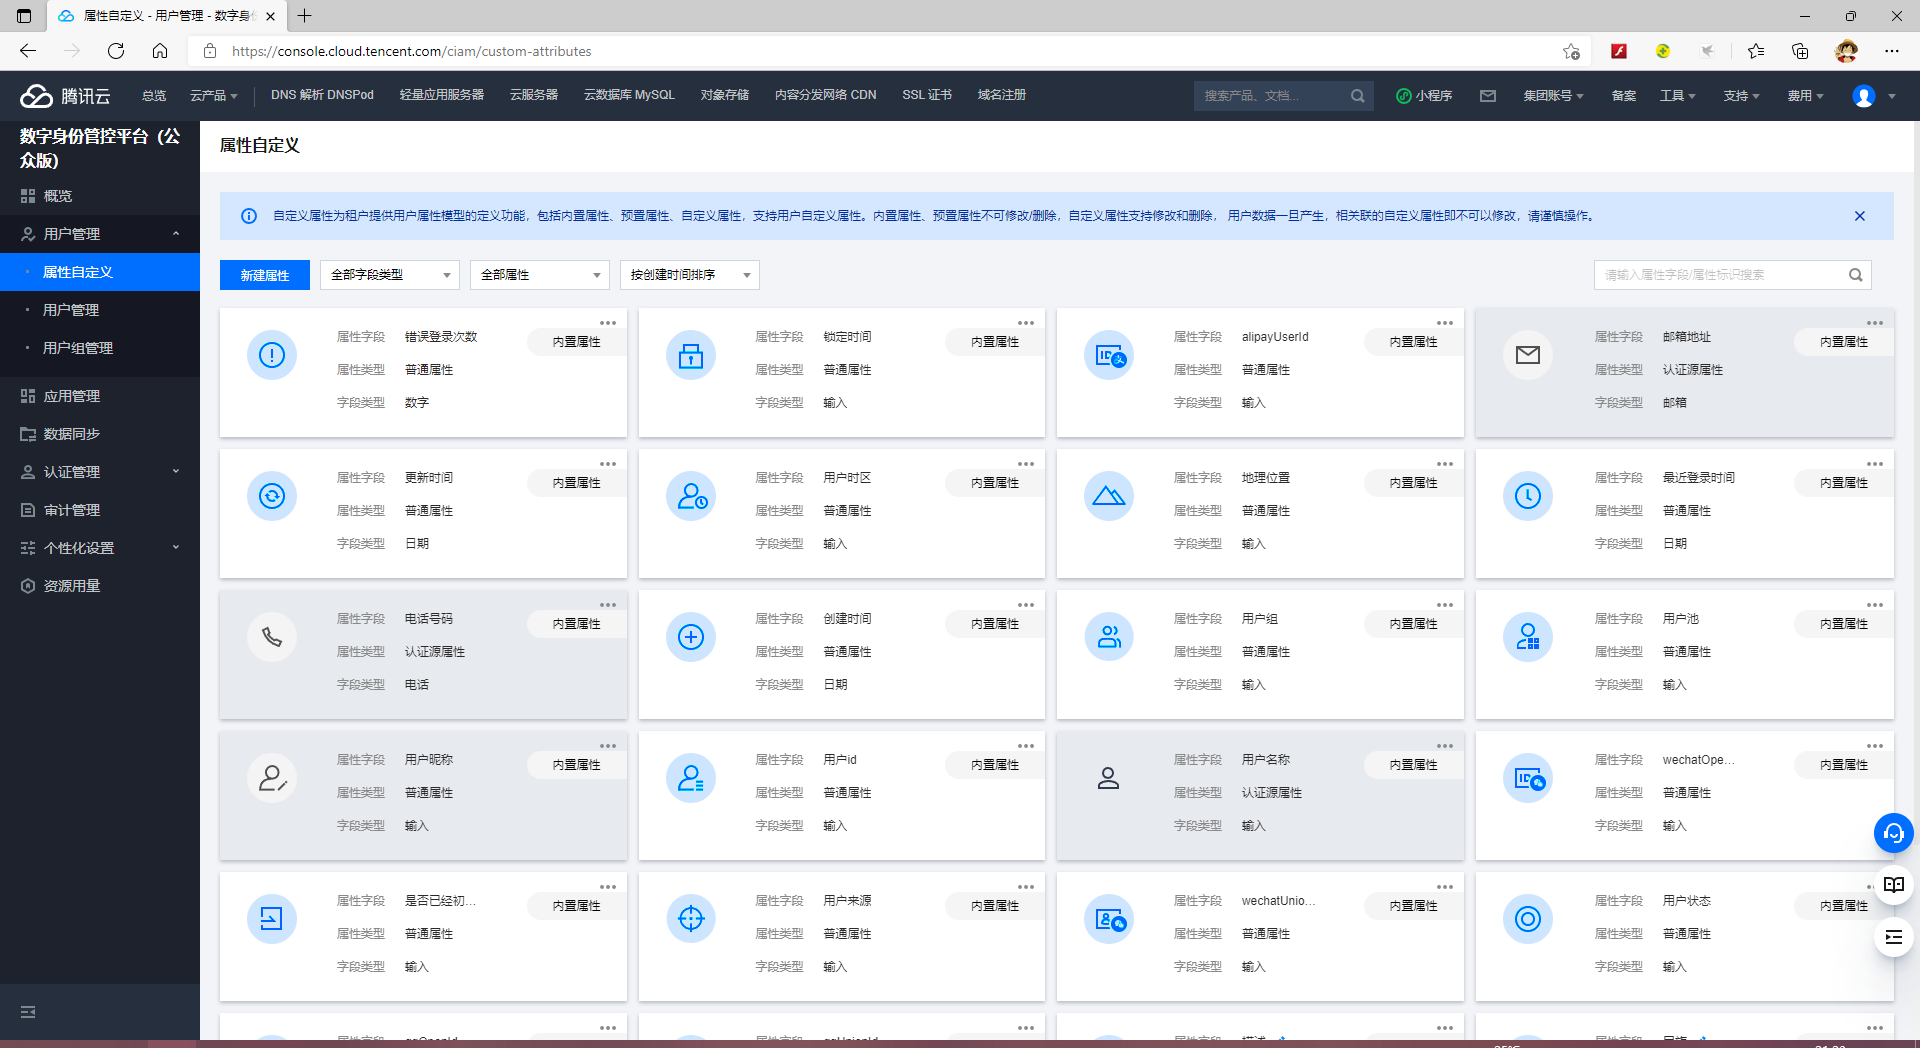 属性自定义 - 用户管理 - 数字身份
https://console.cloud.tencent.com/ciam/custom-attributes
腾讯云 总览 云产品 DNS 解析 DNSPod 轻量应用服务器 云服务器 云数据库 MySQL 对象存储 内容分发网络 CDN SSL 证书 域名注册 搜索产品、文档... 小程序 集团账号 备案 工具 支持 费用
数字身份管控平台（公
众版）
概览
用户管理
属性自定义
用户管理
用户组管理
应用管理
数据同步
认证管理
审计管理
个性化设置
资源用量
属性自定义
自定义属性为租户提供用户属性模型的定义功能，包括内置属性、预置属性、自定义属性，支持用户自定义属性。内置属性、预置属性不可修改/删除，自定义属性支持修改和删除， 用户数据一旦产生，相关联的自定义属性即不可以修改，请谨慎操作。
新建属性 全部字段类型 全部属性 按创建时间排序 请输入属性字段/属性标识搜索
属性字段 错误登录次数 内置属性
属性类型 普通属性
字段类型 数字
属性字段 锁定时间 内置属性
属性类型 普通属性
字段类型 输入
属性字段 alipayUserId 内置属性
属性类型 普通属性
字段类型 输入
属性字段 邮箱地址 内置属性
属性类型 认证源属性
字段类型 邮箱
属性字段 更新时间 内置属性
属性类型 普通属性
字段类型 日期
属性字段 用户时区 内置属性
属性类型 普通属性
字段类型 输入
属性字段 地理位置 内置属性
属性类型 普通属性
字段类型 输入
属性字段 最近登录时间 内置属性
属性类型 普通属性
字段类型 日期
属性字段 电话号码 内置属性
属性类型 认证源属性
字段类型 电话
属性字段 创建时间 内置属性
属性类型 普通属性
字段类型 日期
属性字段 用户组 内置属性
属性类型 普通属性
字段类型 输入
属性字段 用户池 内置属性
属性类型 普通属性
字段类型 输入
属性字段 用户昵称 内置属性
属性类型 普通属性
字段类型 输入
属性字段 用户id 内置属性
属性类型 普通属性
字段类型 输入
属性字段 用户名称 内置属性
属性类型 认证源属性
字段类型 输入
属性字段 wechatOpe... 内置属性
属性类型 普通属性
字段类型 输入
属性字段 是否已经初... 内置属性
属性类型 普通属性
字段类型 输入
属性字段 用户来源 内置属性
属性类型 普通属性
字段类型 输入
属性字段 wechatUnio... 内置属性
属性类型 普通属性
字段类型 输入
属性字段 用户状态 内置属性
属性类型 普通属性
字段类型 输入